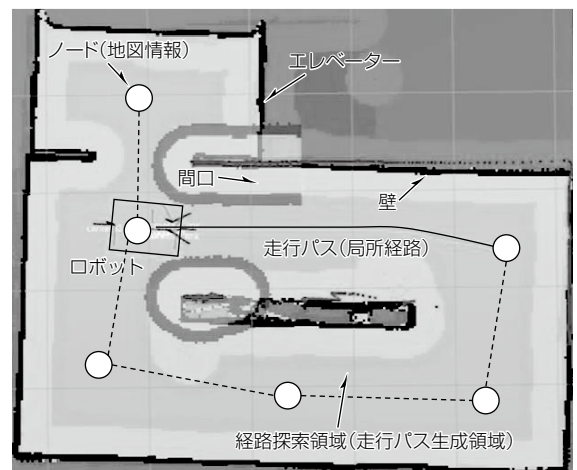 ノード(地図情報)
エレベーター
間口
壁
走行パス(局所経路)
ロボット
経路探索領域(走行パス生成領域)